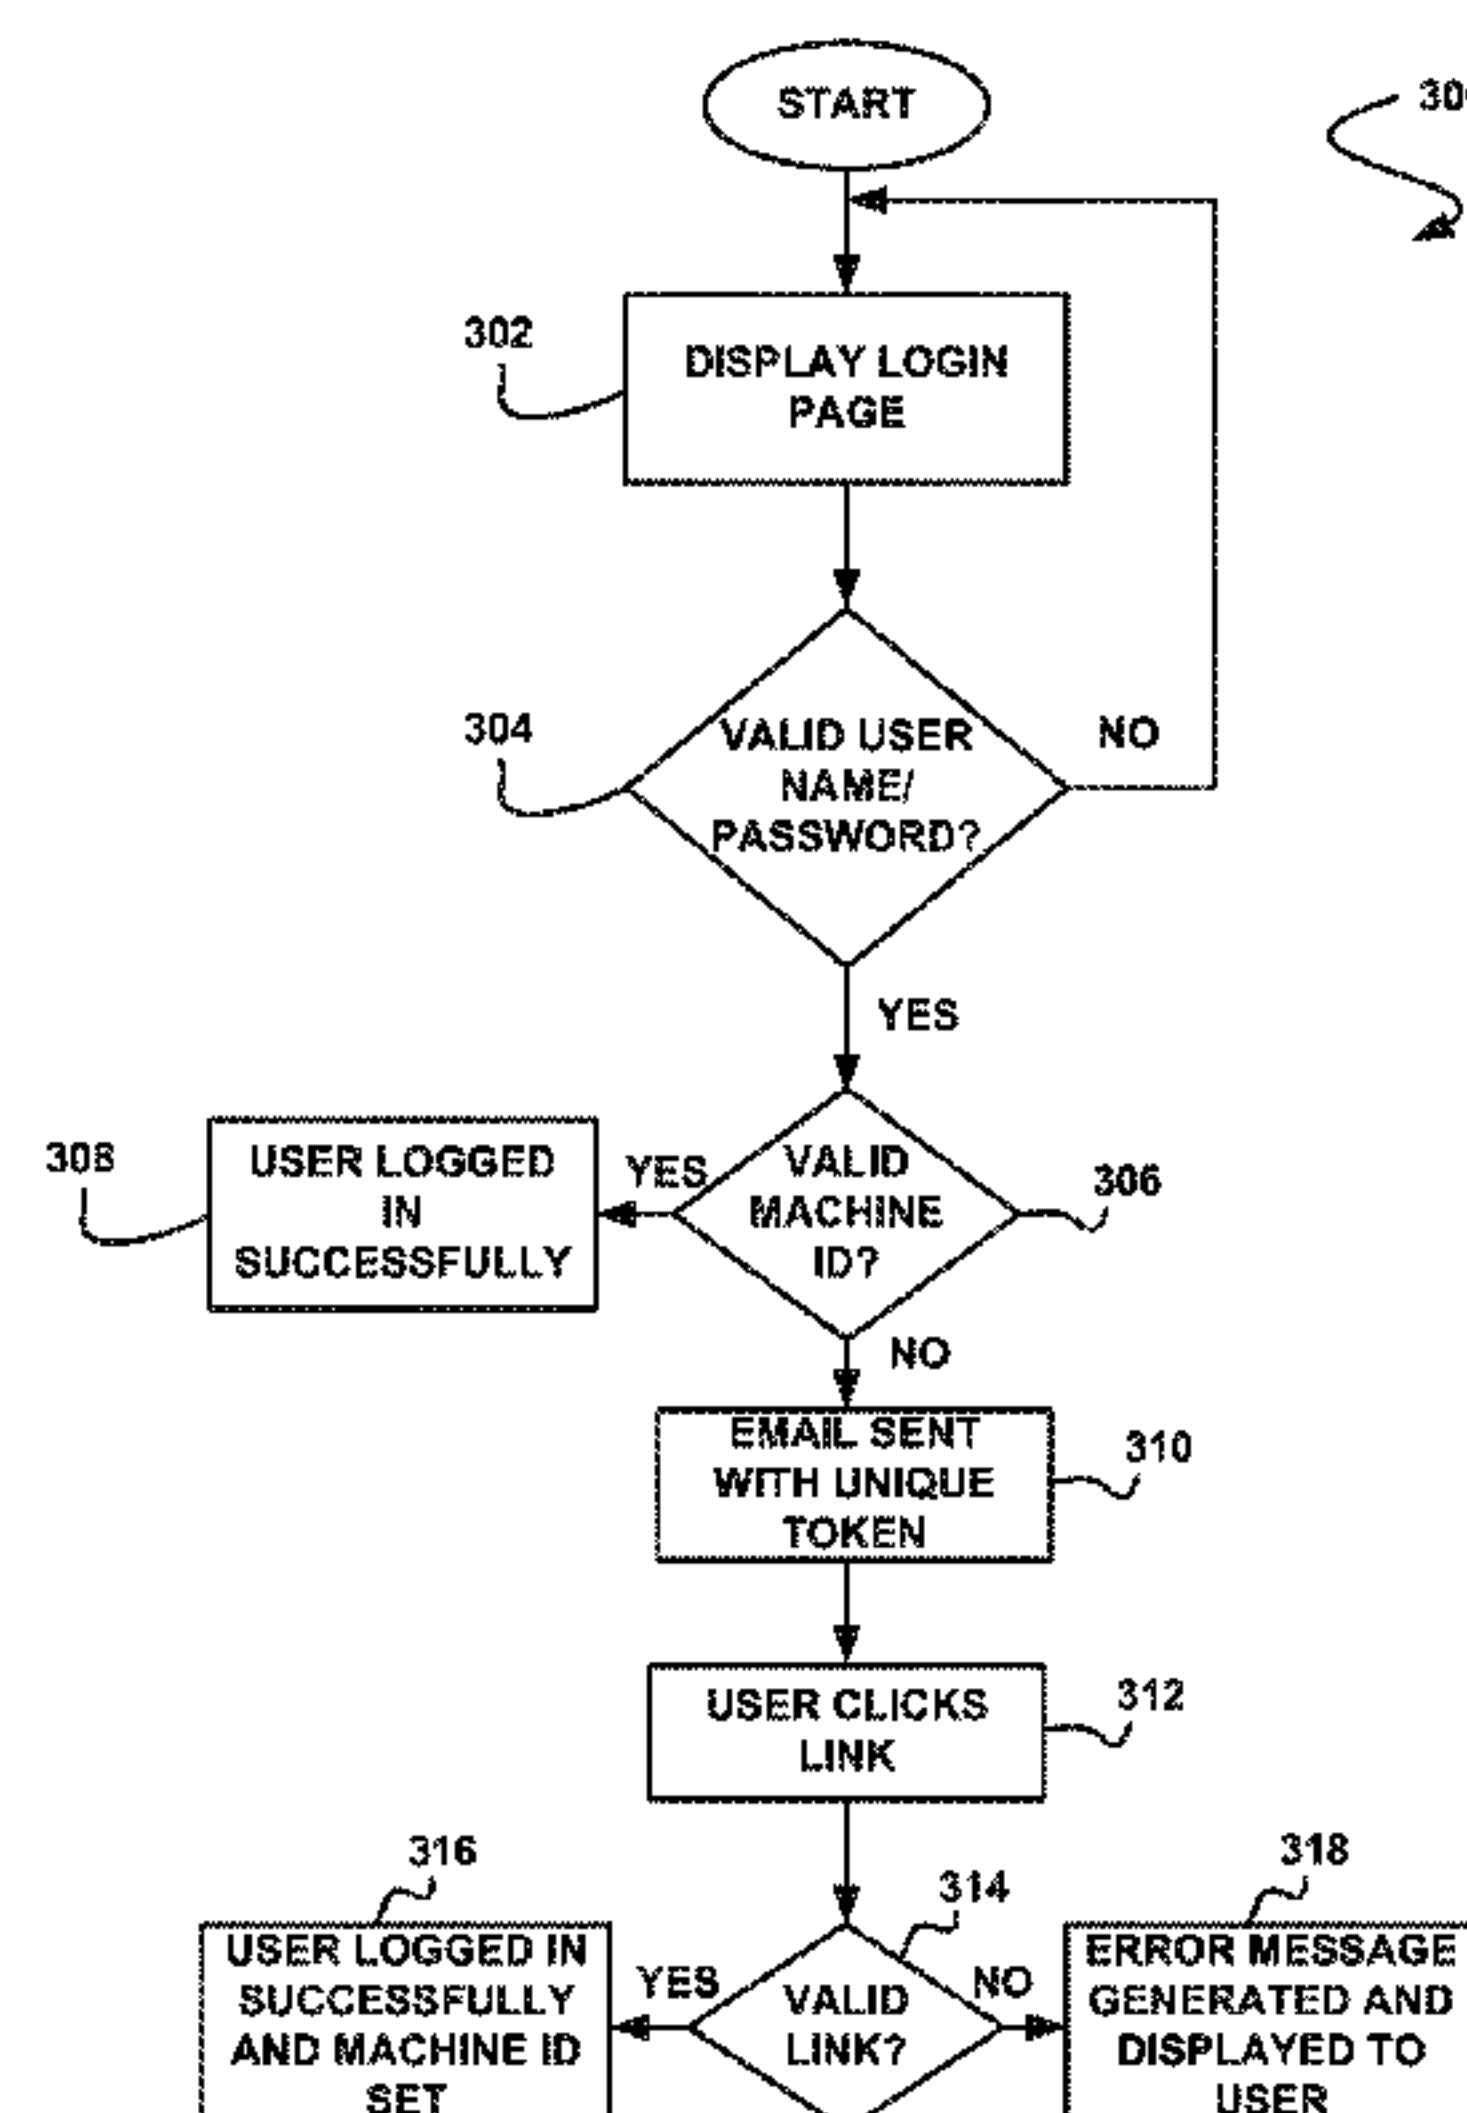 START
302
DISPLAY LOGIN
PAGE
304
VALID USER
NAME/
PASSWORD?
NO
YES
308
USER LOGGED
IN
SUCCESSFULLY
YES
VALID
MACHINE
ID?
306
NO
EMAIL SENT
WITH UNIQUE
TOKEN
310
USER CLICKS
LINK
312
316
314
318
USER LOGGED IN
SUCCESSFULLY
AND MACHINE ID
SET
YES
VALID
LINK?
NO
ERROR MESSAGE
GENERATED AND
DISPLAYED TO
USER